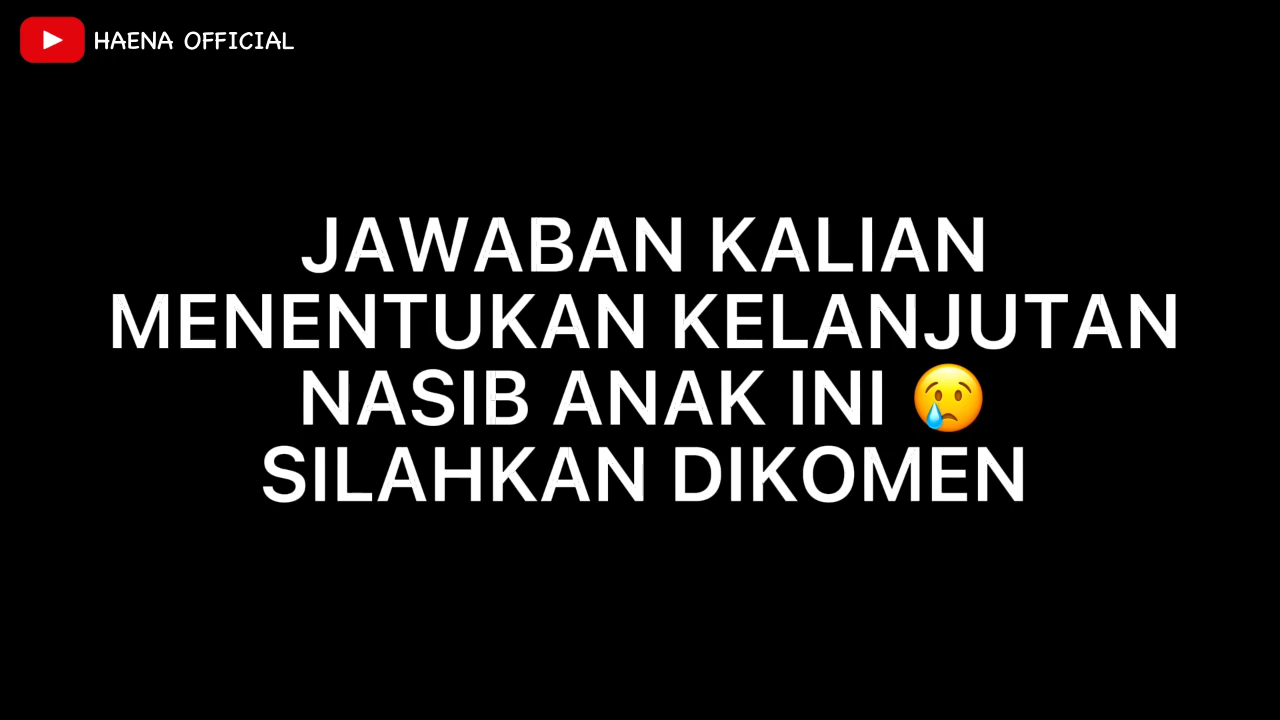 HAENA OFFICIAL
JAWABAN KALIAN
MENENTUKAN KELANJUTAN
NASIB ANAK INI 😢
SILAHKAN DIKOMEN